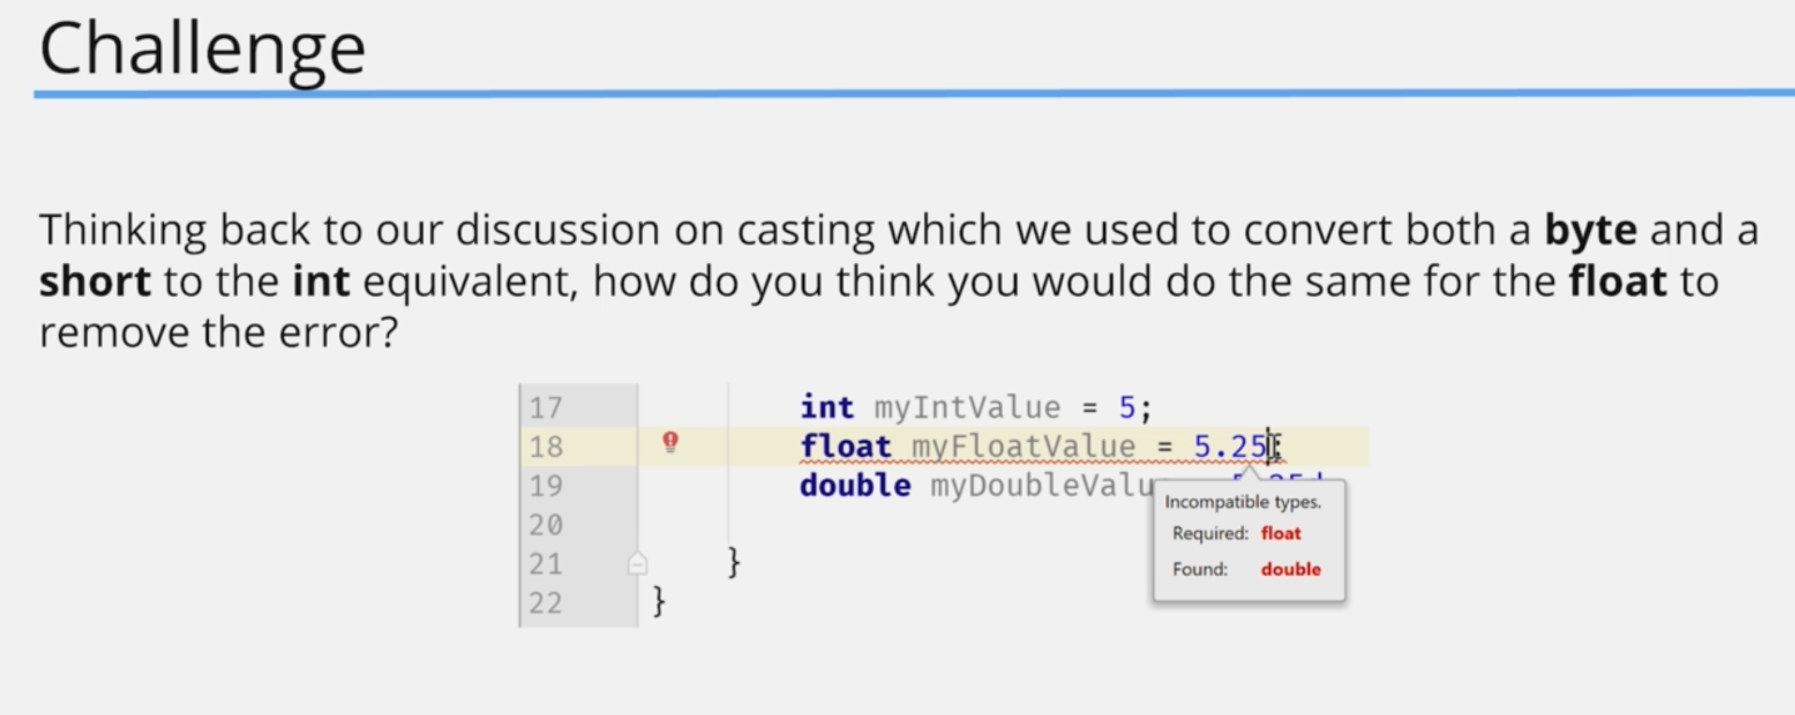 Challenge
Thinking back to our discussion on casting which we used to convert both a byte and a
short to the int equivalent, how do you think you would do the same for the float to
remove the error?
17 int myIntValue = 5;
18 float myFloatValue = 5.25;
19 double myDoubleValu
20
21 }
22 }
Incompatible types.
Required: float
Found: double